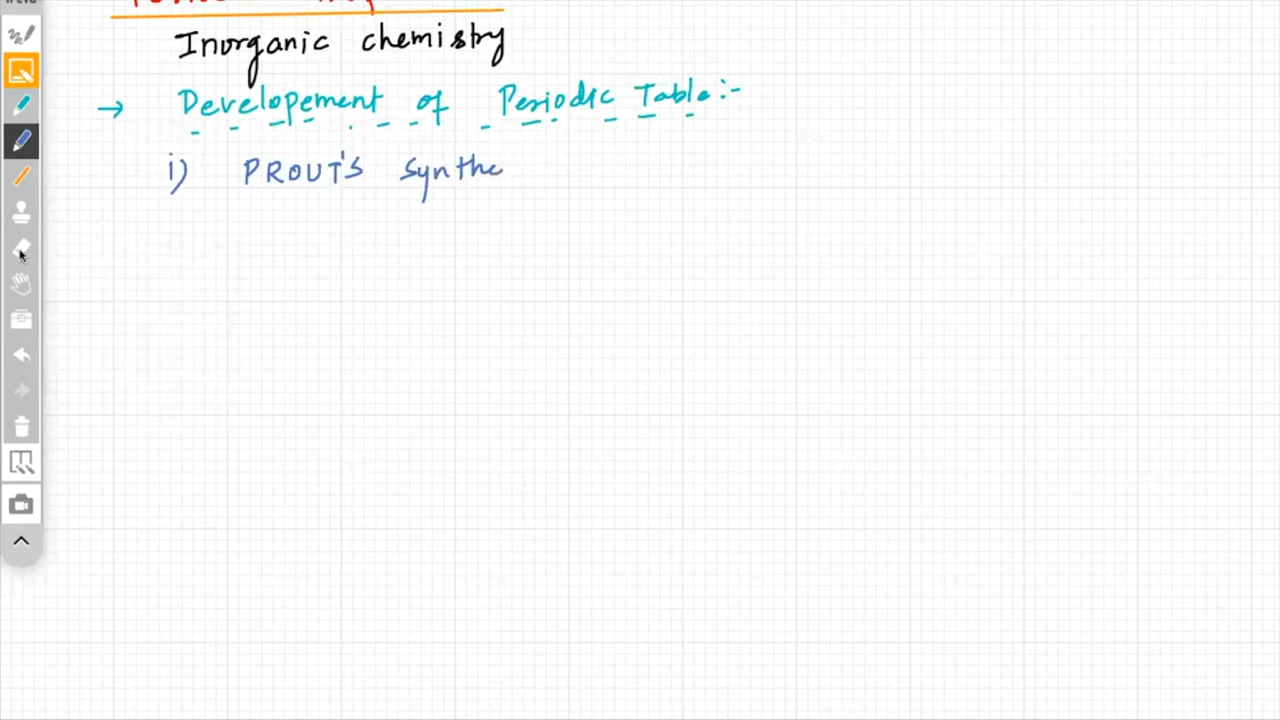 Inorganic chemistry
→ Developement of Periodic Table:-
i) PROUT'S Synthe